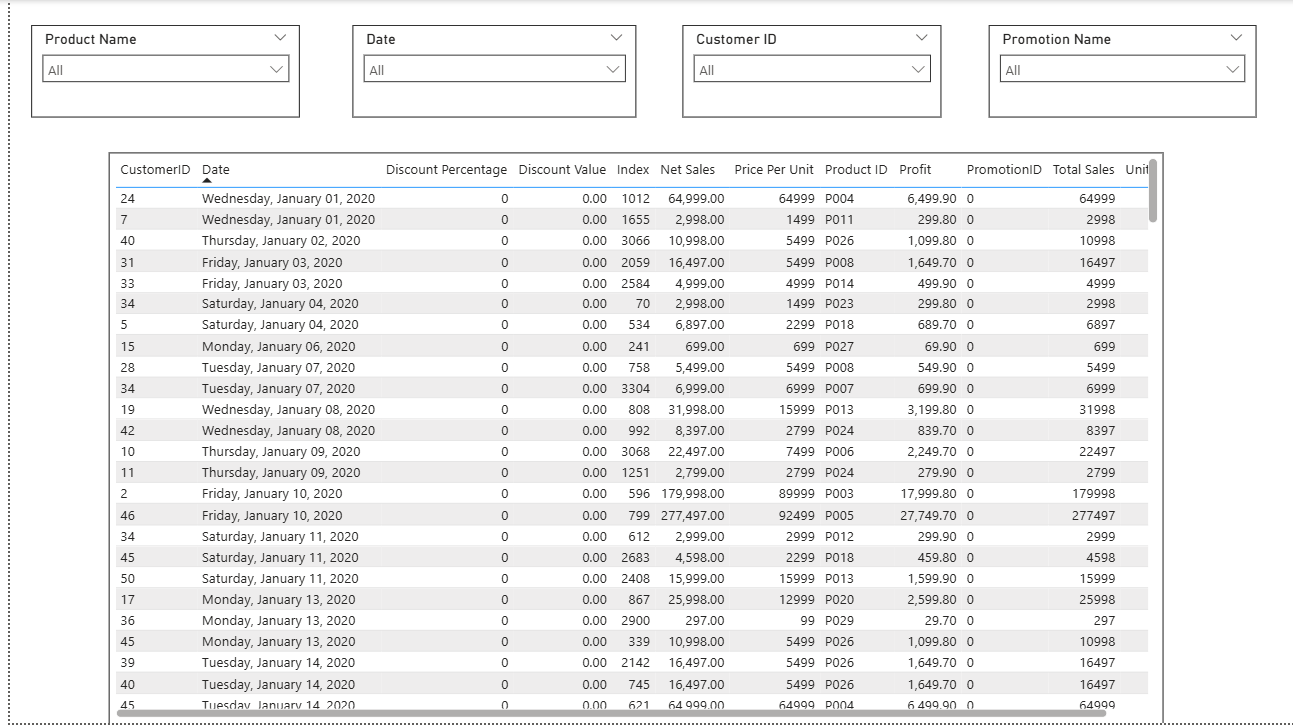 Product Name Date Customer ID Promotion Name
All All All All
CustomerID Date Discount Percentage Discount Value Index Net Sales Price Per Unit Product ID Profit PromotionID Total Sales Unit
24 Wednesday, January 01, 2020 0 0.00 1012 64,999.00 64999 P004 6,499.90 0 64999
7 Wednesday, January 01, 2020 0 0.00 1655 2,998.00 1499 P011 299.80 0 2998
40 Thursday, January 02, 2020 0 0.00 3066 10,998.00 5499 P026 1,099.80 0 10998
31 Friday, January 03, 2020 0 0.00 2059 16,497.00 5499 P008 1,649.70 0 16497
33 Friday, January 03, 2020 0 0.00 2584 4,999.00 4999 P014 499.90 0 4999
34 Saturday, January 04, 2020 0 0.00 70 2,998.00 1499 P023 299.80 0 2998
5 Saturday, January 04, 2020 0 0.00 534 6,897.00 2299 P018 689.70 0 6897
15 Monday, January 06, 2020 0 0.00 241 699.00 699 P027 69.90 0 699
28 Tuesday, January 07, 2020 0 0.00 758 5,499.00 5499 P008 549.90 0 5499
34 Tuesday, January 07, 2020 0 0.00 3304 6,999.00 6999 P007 699.90 0 6999
19 Wednesday, January 08, 2020 0 0.00 808 31,998.00 15999 P013 3,199.80 0 31998
42 Wednesday, January 08, 2020 0 0.00 992 8,397.00 2799 P024 839.70 0 8397
10 Thursday, January 09, 2020 0 0.00 3068 22,497.00 7499 P006 2,249.70 0 22497
11 Thursday, January 09, 2020 0 0.00 1251 2,799.00 2799 P024 279.90 0 2799
2 Friday, January 10, 2020 0 0.00 596 179,998.00 89999 P003 17,999.80 0 179998
46 Friday, January 10, 2020 0 0.00 799 277,497.00 92499 P005 27,749.70 0 277497
34 Saturday, January 11, 2020 0 0.00 612 2,999.00 2999 P012 299.90 0 2999
45 Saturday, January 11, 2020 0 0.00 2683 4,598.00 2299 P018 459.80 0 4598
50 Saturday, January 11, 2020 0 0.00 2408 15,999.00 15999 P013 1,599.90 0 15999
17 Monday, January 13, 2020 0 0.00 867 25,998.00 12999 P020 2,599.80 0 25998
36 Monday, January 13, 2020 0 0.00 2900 297.00 99 P029 29.70 0 297
45 Monday, January 13, 2020 0 0.00 339 10,998.00 5499 P026 1,099.80 0 10998
39 Tuesday, January 14, 2020 0 0.00 2142 16,497.00 5499 P026 1,649.70 0 16497
40 Tuesday, January 14, 2020 0 0.00 745 16,497.00 5499 P026 1,649.70 0 16497
45 Tuesday, January 14, 2020 0 0.00 621 64,999.00 64999 P004 6,499.90 0 64999